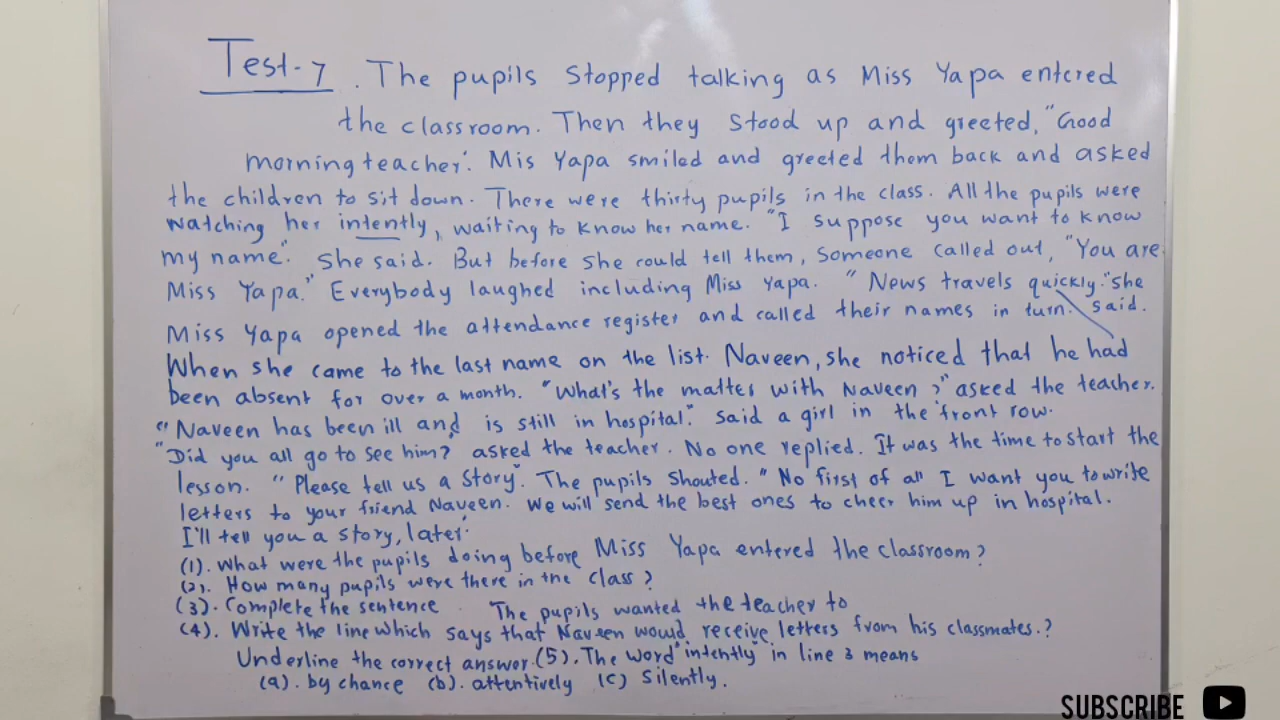 Test-7 . The pupils stopped talking as Miss Yapa entered
the classroom. Then they stood up and greeted, "Good
morning teacher". Mis Yapa smiled and greeted them back and asked
the children to sit down. There were thirty pupils in the class. All the pupils were
watching her intently, waiting to know her name. "I suppose you want to know
my name". She said. But before she could tell them, someone called out, "You are
Miss Yapa." Everybody laughed including Miss Yapa. "News travels quickly." she
said.
Miss Yapa opened the attendance register and called their names in turn.
When she came to the last name on the list. Naveen, she noticed that he had
been absent for over a month. "What's the matter with Naveen?" asked the teacher.
"Naveen has been ill and is still in hospital". said a girl in the front row.
"Did you all go to see him?" asked the teacher. No one replied. It was the time to start the
lesson. "Please tell us a story". The pupils shouted. "No first of all I want you to write
letters to your friend Naveen. We will send the best ones to cheer him up in hospital.
I'll tell you a story, later".
(1). What were the pupils doing before Miss Yapa entered the classroom?
(2). How many pupils were there in the class?
(3). Complete the sentence . The pupils wanted the teacher to
(4). Write the line which says that Naveen would receive letters from his classmates.?
Underline the correct answer. (5). The word "intently" in line 3 means
(a). by chance (b). attentively (c) Silently.
SUBSCRIBE